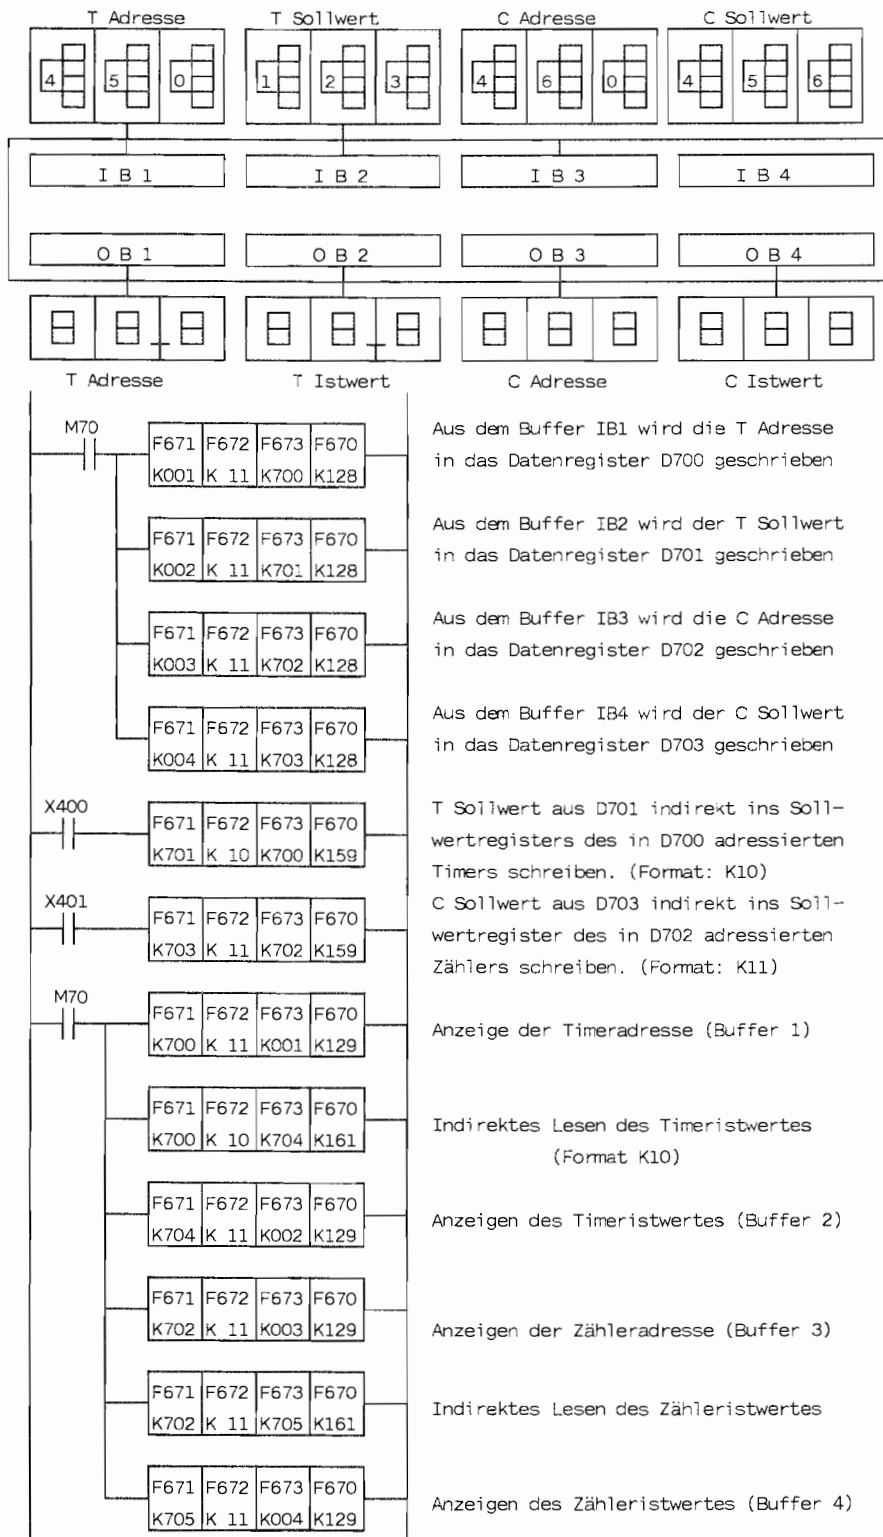 T Adresse T Sollwert C Adresse C Sollwert
4 5 0 1 2 3 4 6 0 4 5 6
I B 1 I B 2 I B 3 I B 4
O B 1 O B 2 O B 3 O B 4
T Adresse T Istwert C Adresse C Istwert
M70
F671 F672 F673 F670
K001 K 11 K700 K128
Aus dem Buffer IB1 wird die T Adresse
in das Datenregister D700 geschrieben
F671 F672 F673 F670
K002 K 11 K701 K128
Aus dem Buffer IB2 wird der T Sollwert
in das Datenregister D701 geschrieben
F671 F672 F673 F670
K003 K 11 K702 K128
Aus dem Buffer IB3 wird die C Adresse
in das Datenregister D702 geschrieben
F671 F672 F673 F670
K004 K 11 K703 K128
Aus dem Buffer IB4 wird der C Sollwert
in das Datenregister D703 geschrieben
X400
F671 F672 F673 F670
K701 K 10 K700 K159
T Sollwert aus D701 indirekt ins Soll-
wertregisters des in D700 adressierten
Timers schreiben. (Format: K10)
X401
F671 F672 F673 F670
K703 K 11 K702 K159
C Sollwert aus D703 indirekt ins Soll-
wertregister des in D702 adressierten
Zählers schreiben. (Format: K11)
M70
F671 F672 F673 F670
K700 K 11 K001 K129
Anzeige der Timeradresse (Buffer 1)
F671 F672 F673 F670
K700 K 10 K704 K161
Indirektes Lesen des Timeristwertes
(Format K10)
F671 F672 F673 F670
K704 K 11 K002 K129
Anzeigen des Timeristwertes (Buffer 2)
F671 F672 F673 F670
K702 K 11 K003 K129
Anzeigen der Zähleradresse (Buffer 3)
F671 F672 F673 F670
K702 K 11 K705 K161
Indirektes Lesen des Zähleristwertes
F671 F672 F673 F670
K705 K 11 K004 K129
Anzeigen des Zähleristwertes (Buffer 4)